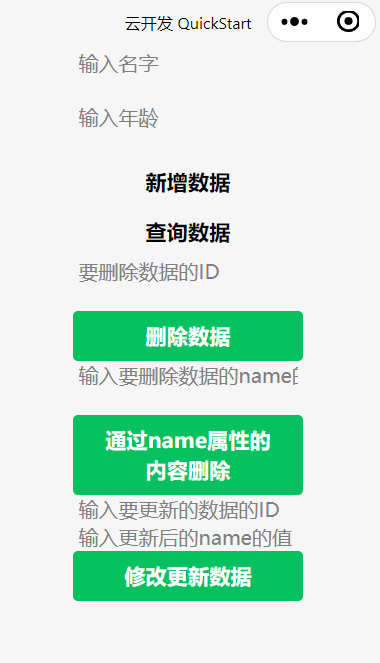 云开发 QuickStart
输入名字
输入年龄
新增数据
查询数据
要删除数据的ID
删除数据
输入要删除数据的name的
通过name属性的
内容删除
输入要更新的数据的ID
输入更新后的name的值
修改更新数据